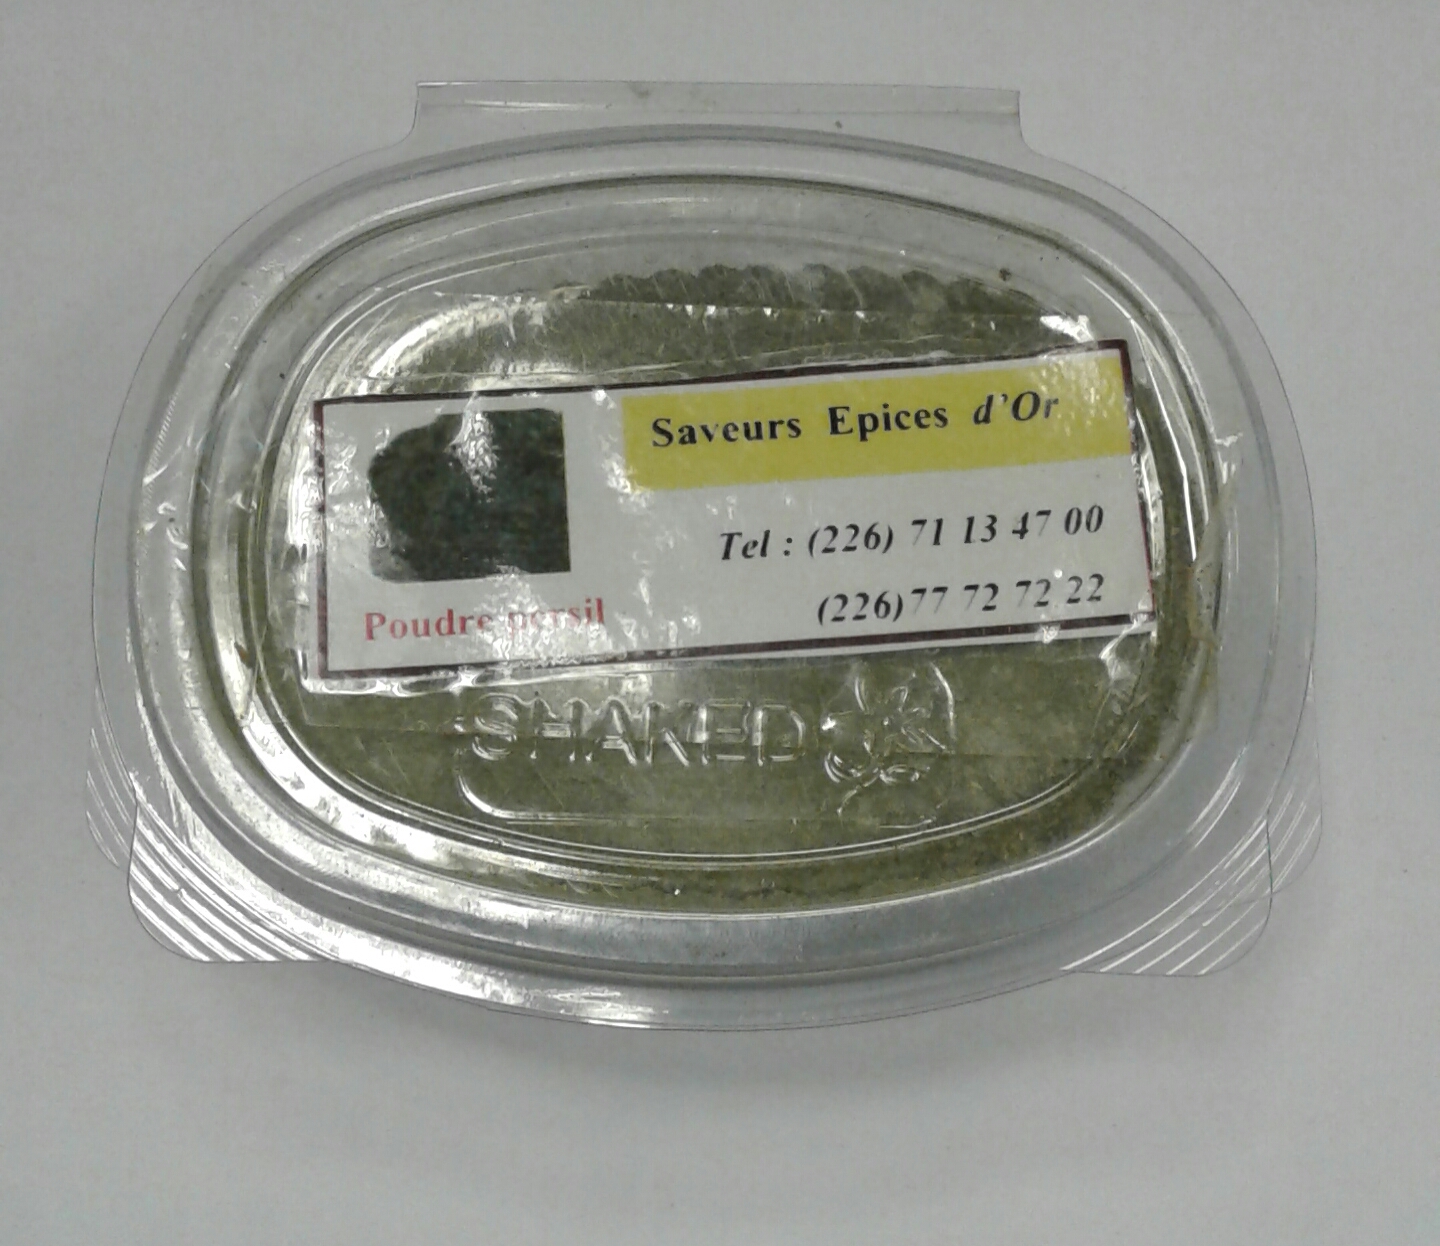 Saveurs Epices d'Or
Tel : (226) 71 13 47 00
(226)77 72 72 22
Poudre persil
SHAKED